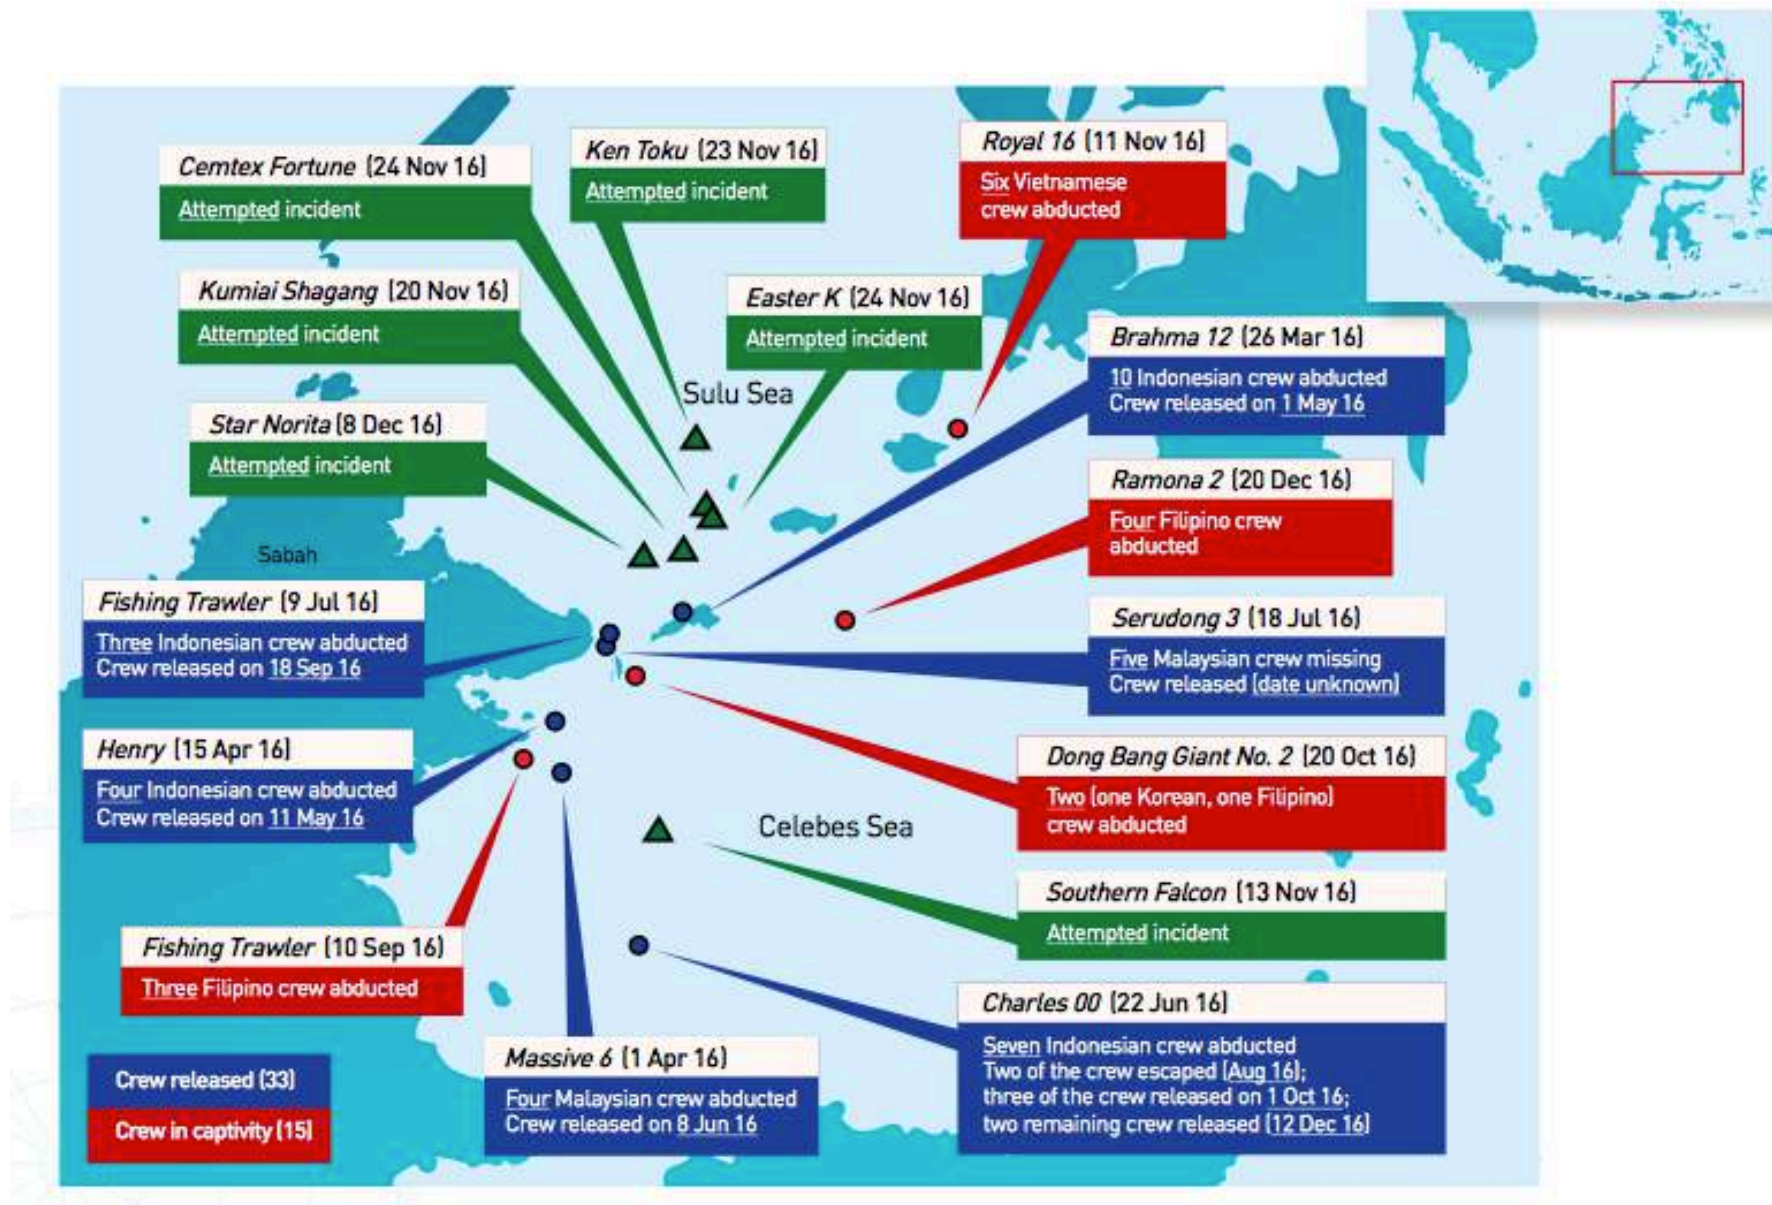 Cemtex Fortune (24 Nov 16)
Attempted incident
Ken Toku (23 Nov 16)
Attempted incident
Royal 16 (11 Nov 16)
Six Vietnamese
crew abducted
Kumiai Shagang (20 Nov 16)
Attempted incident
Easter K (24 Nov 16)
Attempted incident
Brahma 12 (26 Mar 16)
10 Indonesian crew abducted
Crew released on 1 May 16
Sulu Sea
Star Norita (8 Dec 16)
Attempted incident
Ramona 2 (20 Dec 16)
Four Filipino crew
abducted
Sabah
Fishing Trawler (9 Jul 16)
Three Indonesian crew abducted
Crew released on 18 Sep 16
Serudong 3 (18 Jul 16)
Five Malaysian crew missing
Crew released (date unknown)
Henry (15 Apr 16)
Four Indonesian crew abducted
Crew released on 11 May 16
Dong Bang Giant No. 2 (20 Oct 16)
Two (one Korean, one Filipino)
crew abducted
Celebes Sea
Southern Falcon (13 Nov 16)
Attempted incident
Fishing Trawler (10 Sep 16)
Three Filipino crew abducted
Charles 00 (22 Jun 16)
Seven Indonesian crew abducted
Two of the crew escaped (Aug 16);
three of the crew released on 1 Oct 16;
two remaining crew released (12 Dec 16)
Massive 6 (1 Apr 16)
Four Malaysian crew abducted
Crew released on 8 Jun 16
Crew released (33)
Crew in captivity (15)